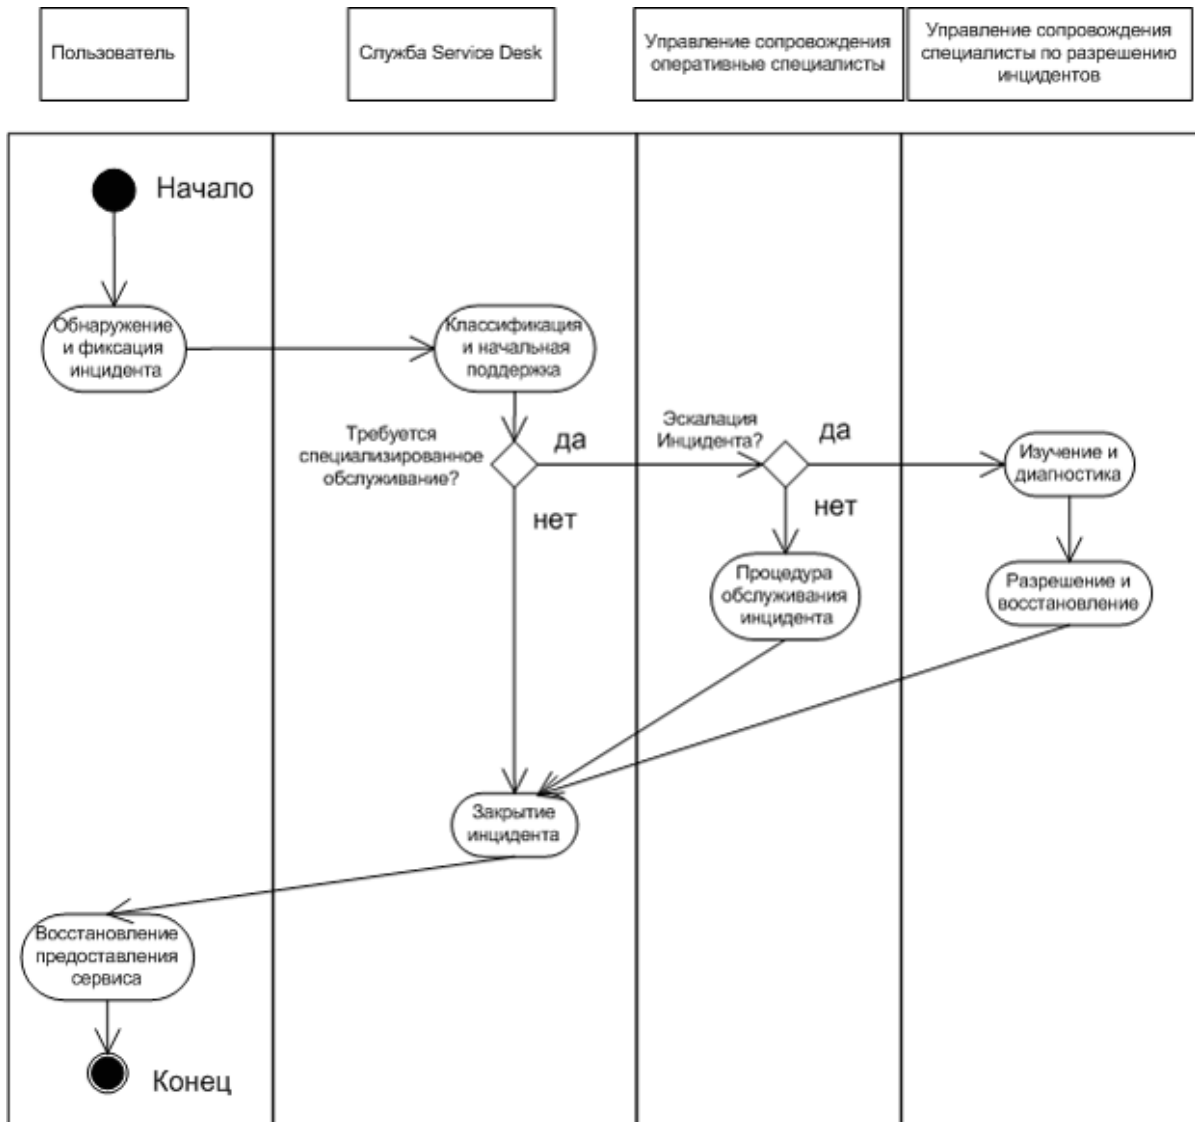 Пользователь
Служба Service Desk
Управление сопровождения
оперативные специалисты
Управление сопровождения
специалисты по разрешению
инцидентов
Начало
Обнаружение
и фиксация
инцидента
Классификация
и начальная
поддержка
Требуется
специализированное
обслуживание?
да
нет
Эскалация
Инцидента?
да
нет
Изучение и
диагностика
Процедура
обслуживания
инцидента
Разрешение и
восстановление
Закрытие
инцидента
Восстановление
предоставления
сервиса
Конец